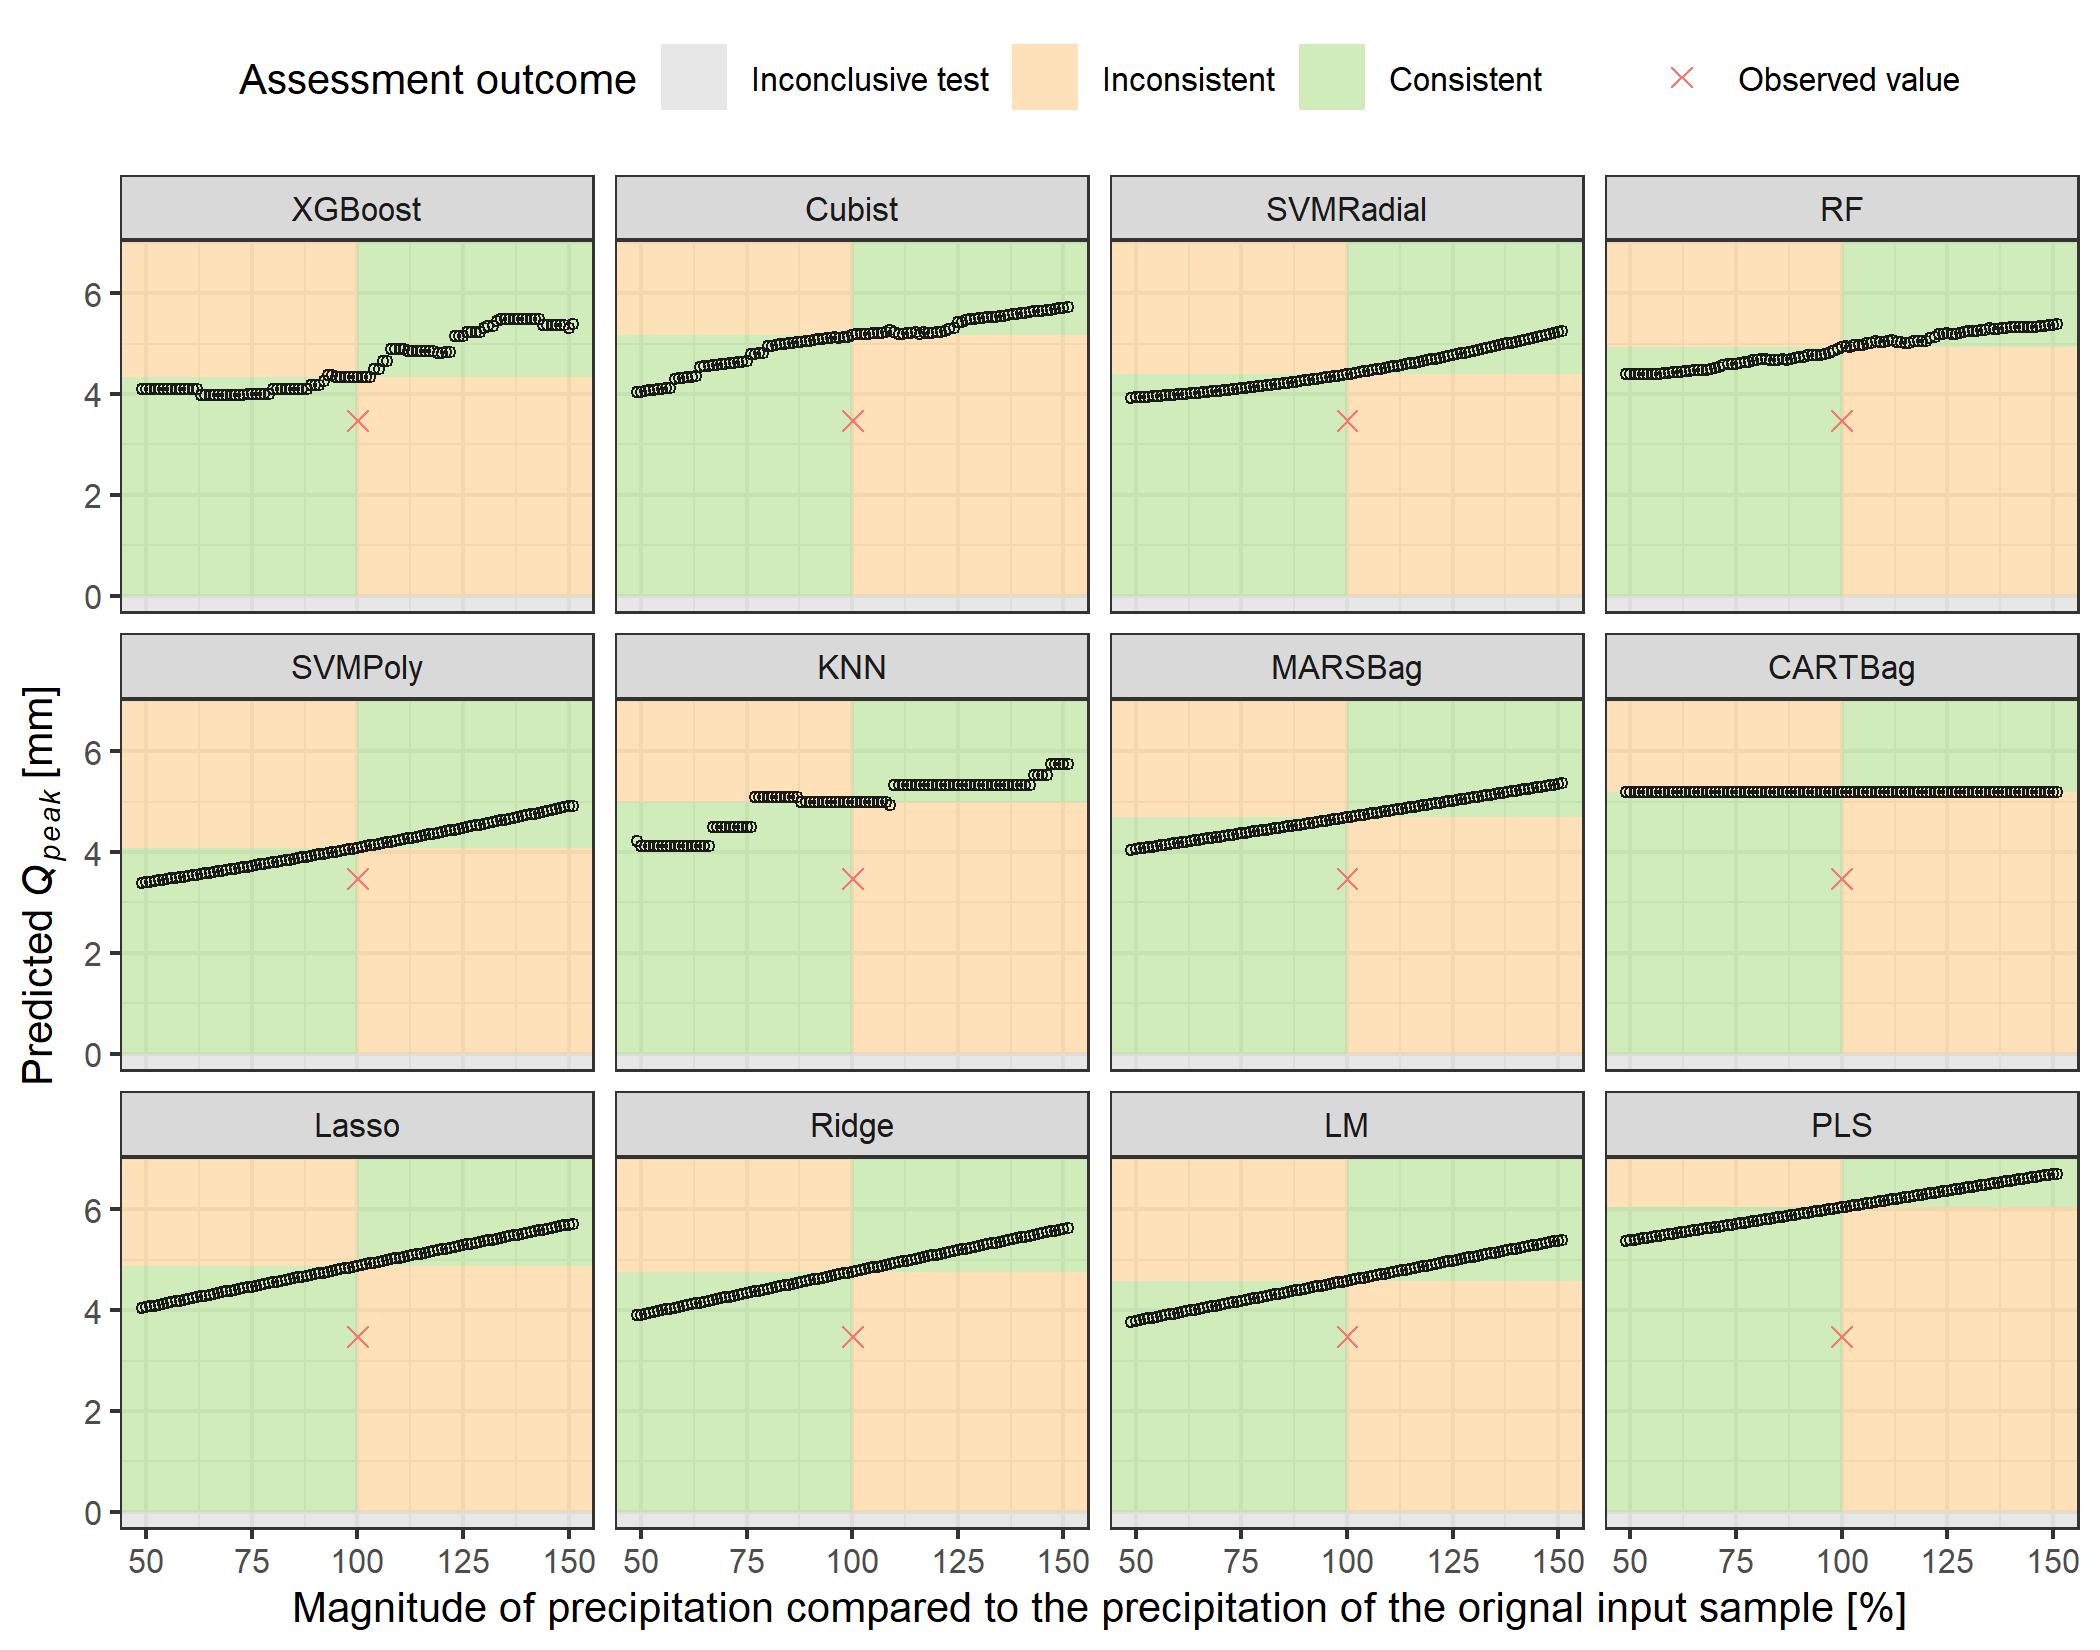 Assessment outcome Inconclusive test Inconsistent Consistent Observed value
XGBoost Cubist SVMRadial RF
6
4
2
0
SVMPoly KNN MARSBag CARTBag
6
4
2
0
Predicted Qpeak [mm]
Lasso Ridge LM PLS
6
4
2
0
50 75 100 125 150 50 75 100 125 150 50 75 100 125 150 50 75 100 125 150
Magnitude of precipitation compared to the precipitation of the orignal input sample [%]